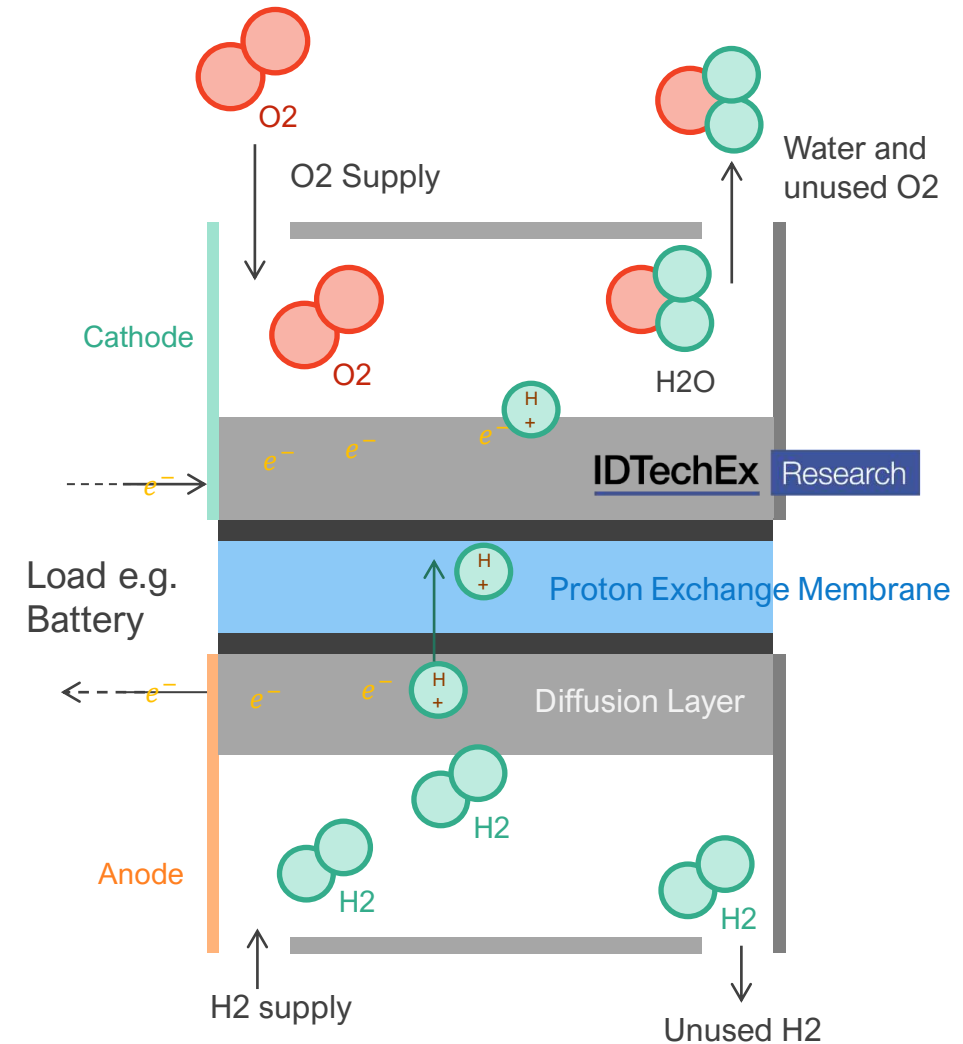 O2
O2 Supply
Water and
unused O2
Cathode
O2
H2O
H
+
e⁻
e⁻
e⁻
IDTechEx Research
e⁻
H
+
Load e.g.
Battery
Proton Exchange Membrane
H
+
e⁻
e⁻
e⁻
Diffusion Layer
H2
Anode
H2
H2
H2 supply
Unused H2